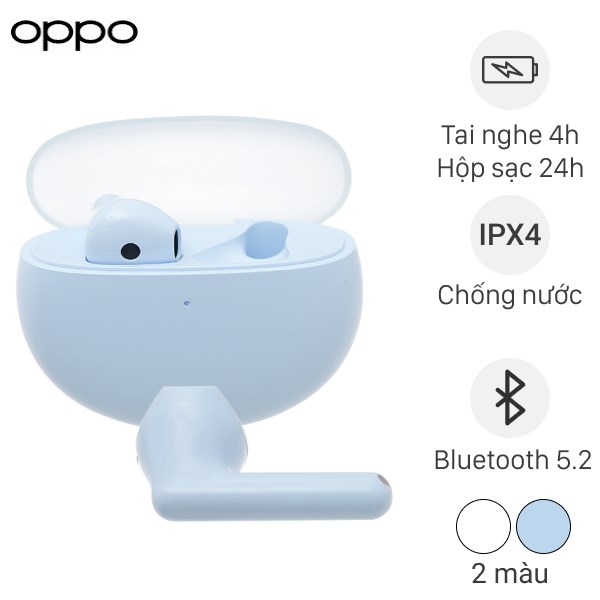 oppo
Tai nghe 4h
Hộp sạc 24h
IPX4
Chống nước
Bluetooth 5.2
2 màu